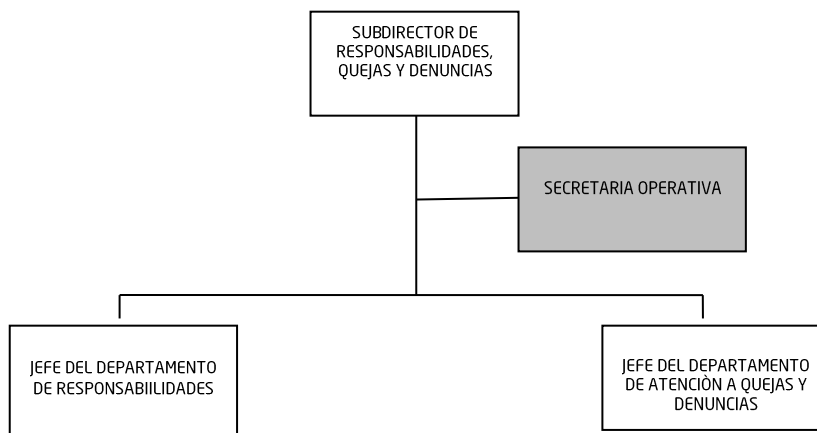 SUBDIRECTOR DE
RESPONSABILIDADES,
QUEJAS Y DENUNCIAS
SECRETARIA OPERATIVA
JEFE DEL DEPARTAMENTO
DE RESPONSABIILIDADES
JEFE DEL DEPARTAMENTO
DE ATENCIÒN A QUEJAS Y
DENUNCIAS